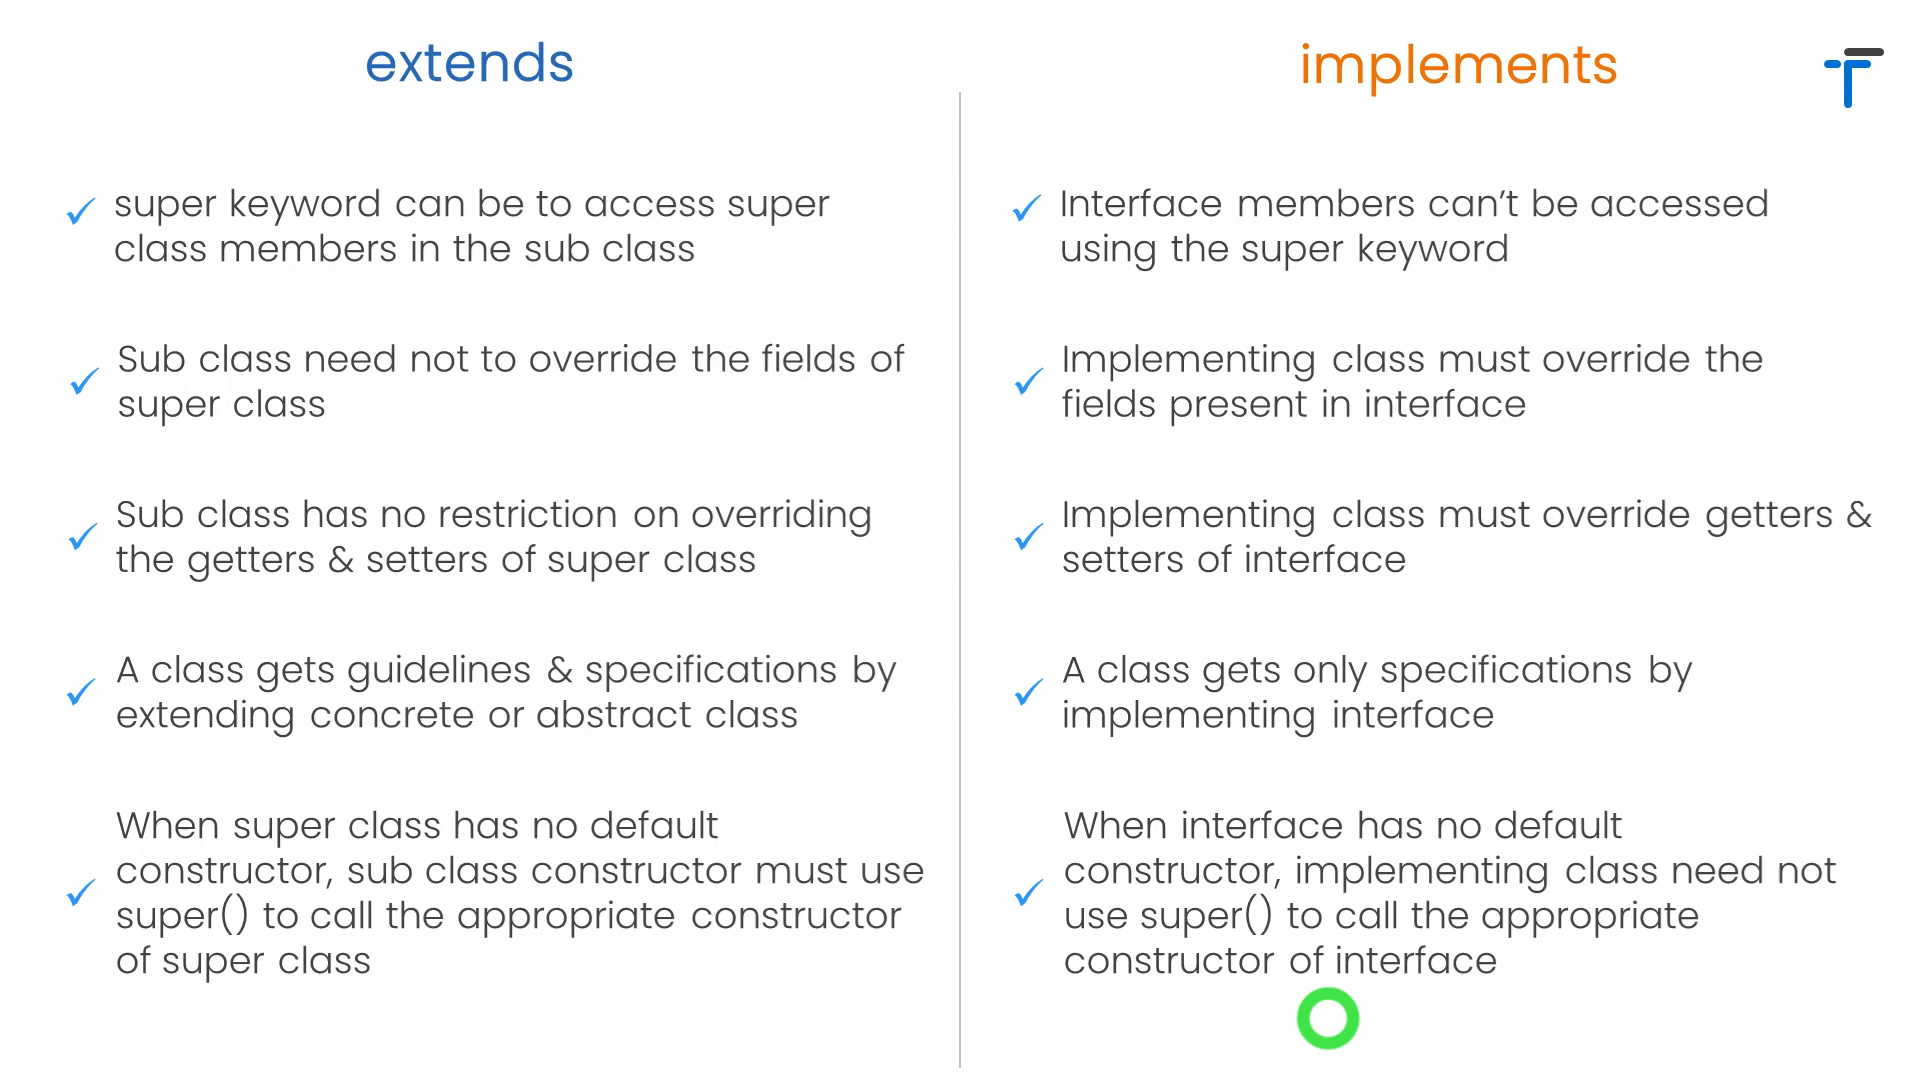 extends
super keyword can be to access super
class members in the sub class
Sub class need not to override the fields of
super class
Sub class has no restriction on overriding
the getters & setters of super class
A class gets guidelines & specifications by
extending concrete or abstract class
When super class has no default
constructor, sub class constructor must use
super() to call the appropriate constructor
of super class
implements
Interface members can’t be accessed
using the super keyword
Implementing class must override the
fields present in interface
Implementing class must override getters &
setters of interface
A class gets only specifications by
implementing interface
When interface has no default
constructor, implementing class need not
use super() to call the appropriate
constructor of interface